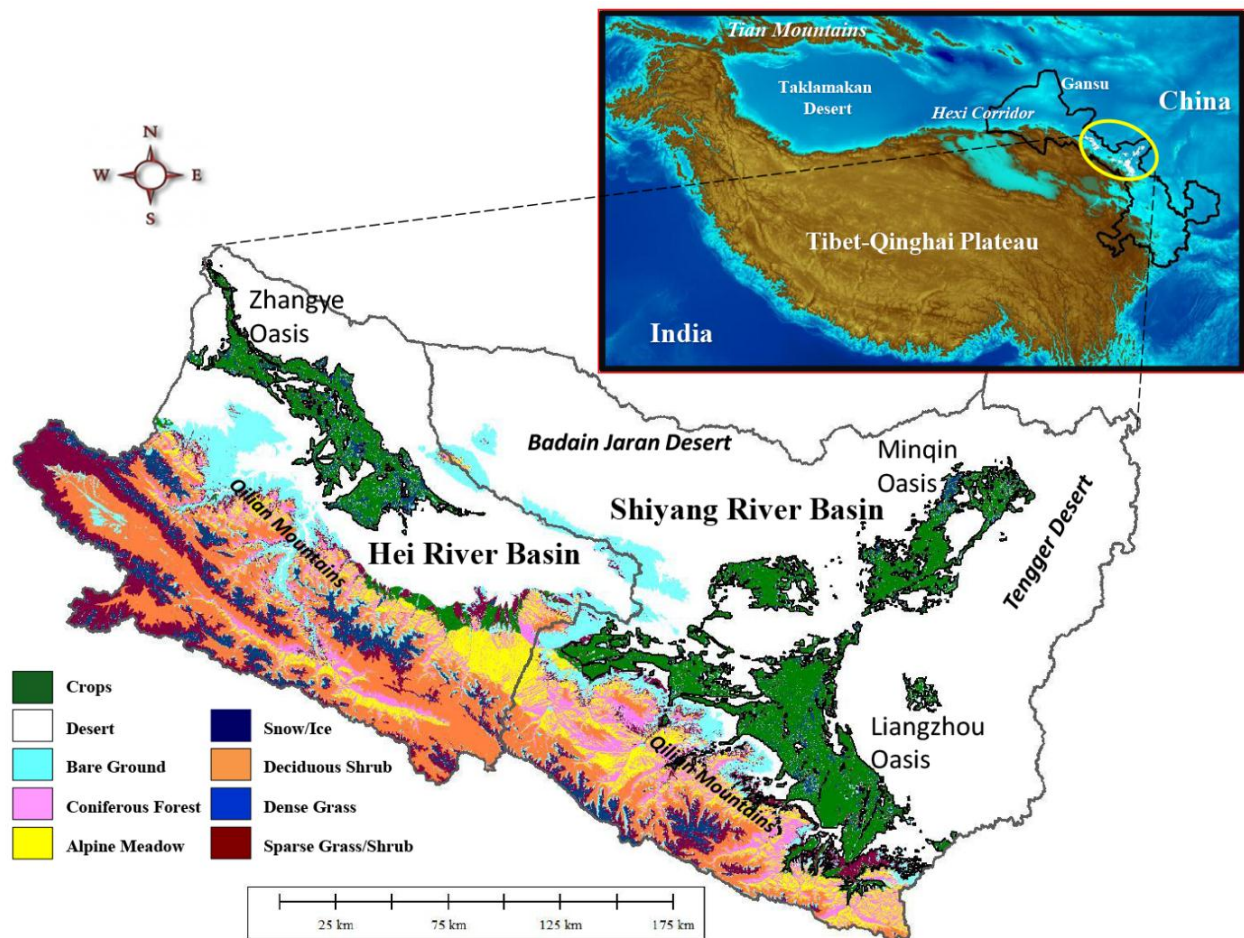 Tian Mountains
Taklamakan
Desert
Gansu
China
Hexi Corridor
Tibet-Qinghai Plateau
India
N
W
E
S
Zhangye
Oasis
Badain Jaran Desert
Minqin
Oasis
Shiyang River Basin
Qilian Mountains
Hei River Basin
Tengger Desert
Liangzhou
Oasis
Qilian Mountains
Crops
Desert
Bare Ground
Coniferous Forest
Alpine Meadow
Snow/Ice
Deciduous Shrub
Dense Grass
Sparse Grass/Shrub
25 km
75 km
125 km
175 km